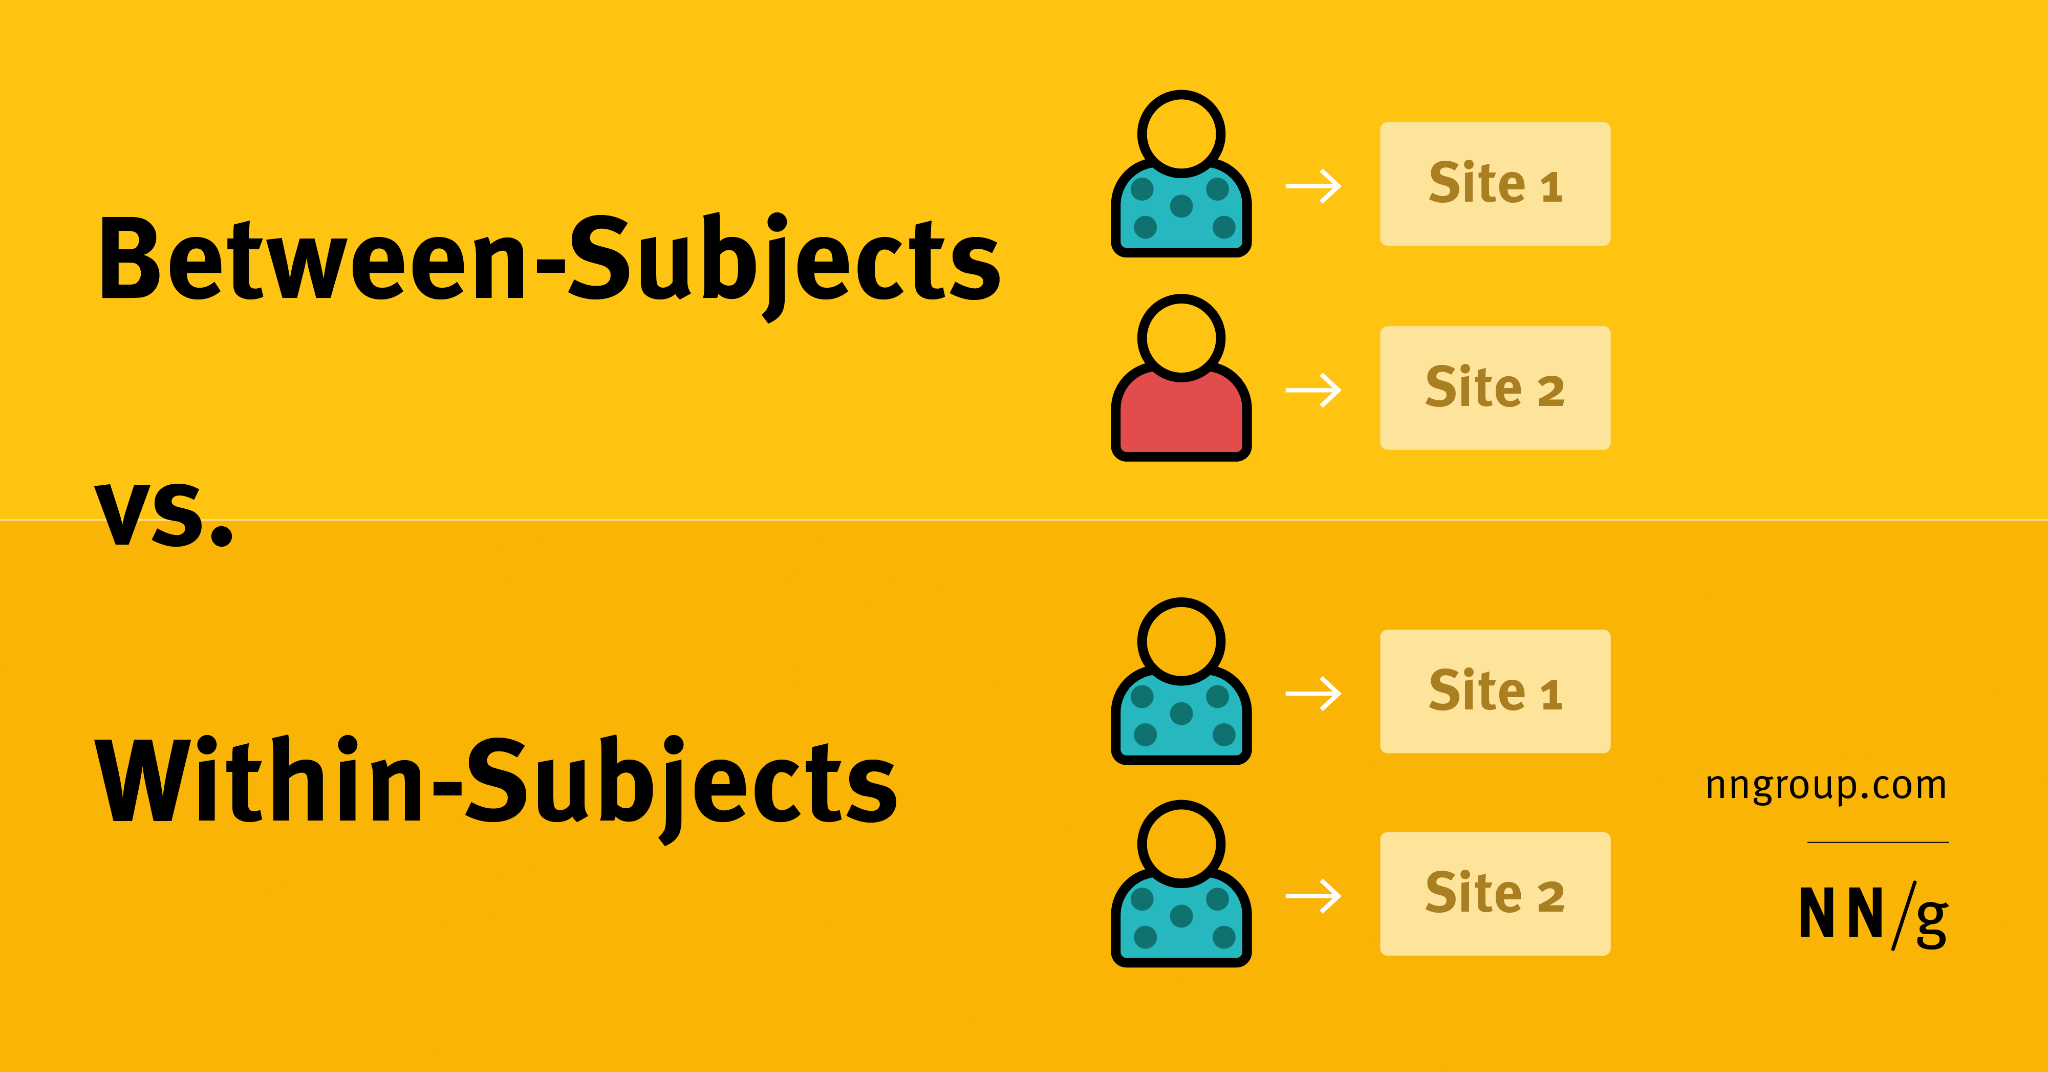 Between-Subjects
Site 1
Site 2
vs.
Within-Subjects
Site 1
Site 2
nngroup.com
NN/g